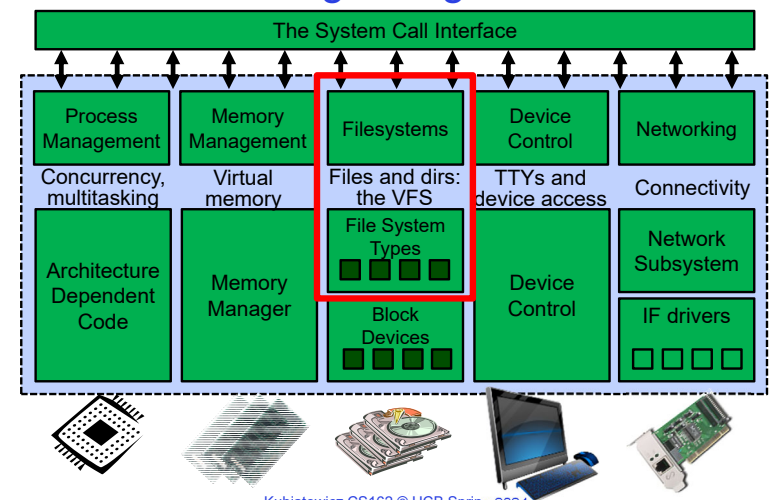 The System Call Interface
Process
Management
Memory
Management
Filesystems
Device
Control
Networking
Concurrency,
multitasking
Virtual
memory
Files and dirs:
the VFS
TTYs and
device access
Connectivity
Architecture
Dependent
Code
Memory
Manager
File System
Types
Block
Devices
Device
Control
Network
Subsystem
IF drivers